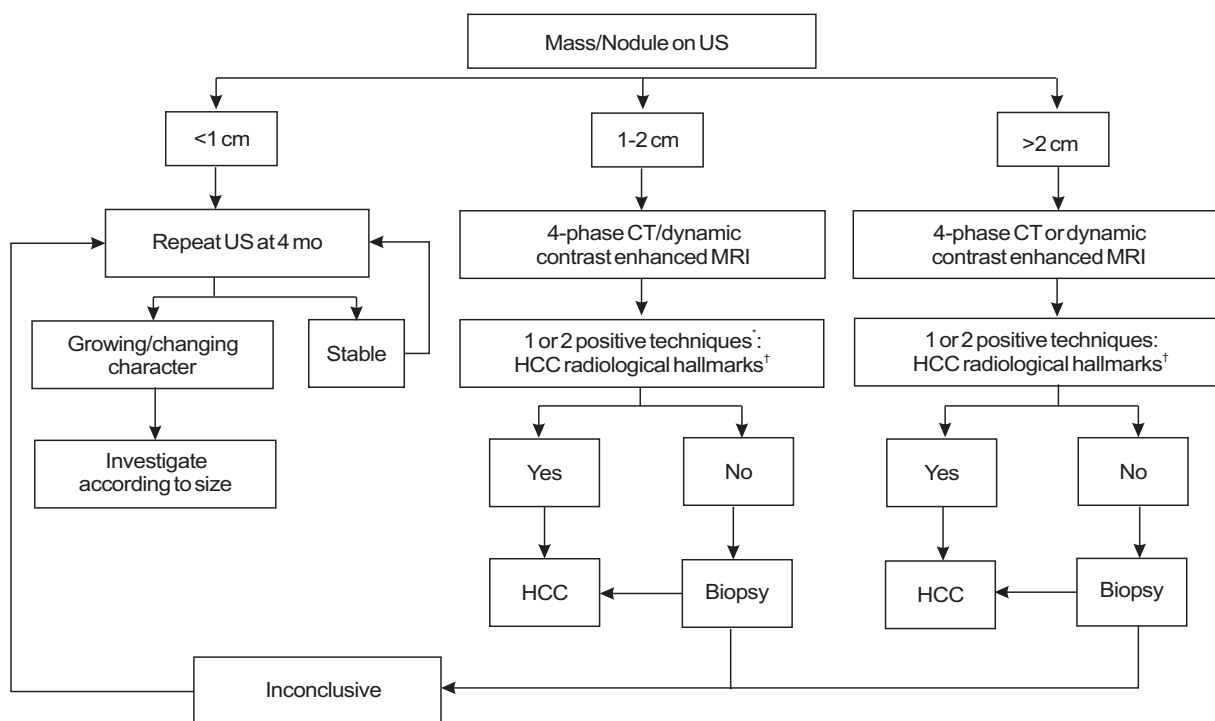 Mass/Nodule on US
<1 cm
1-2 cm
>2 cm
Repeat US at 4 mo
4-phase CT/dynamic
contrast enhanced MRI
4-phase CT or dynamic
contrast enhanced MRI
Growing/changing
character
Stable
1 or 2 positive techniques*:
HCC radiological hallmarks†
1 or 2 positive techniques:
HCC radiological hallmarks†
Investigate
according to size
Yes
No
Yes
No
HCC
Biopsy
HCC
Biopsy
Inconclusive